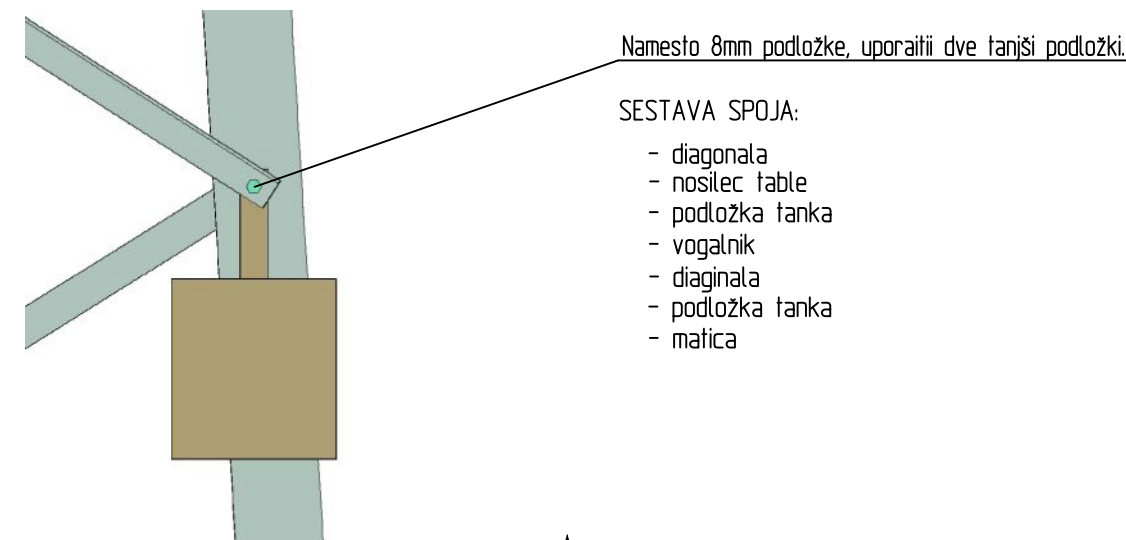 Namesto 8mm podložke, uporaitii dve tanjši podložki.
SESTAVA SPOJA:
- diagonala
- nosilec table
- podložka tanka
- vogalnik
- diaginala
- podložka tanka
- matica